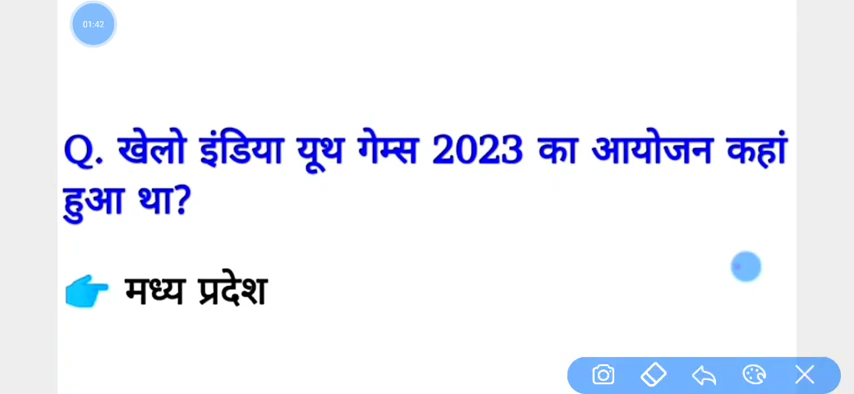 01:42
Q. खेलो इंडिया यूथ गेम्स 2023 का आयोजन कहां
हुआ था?
👉 मध्य प्रदेश